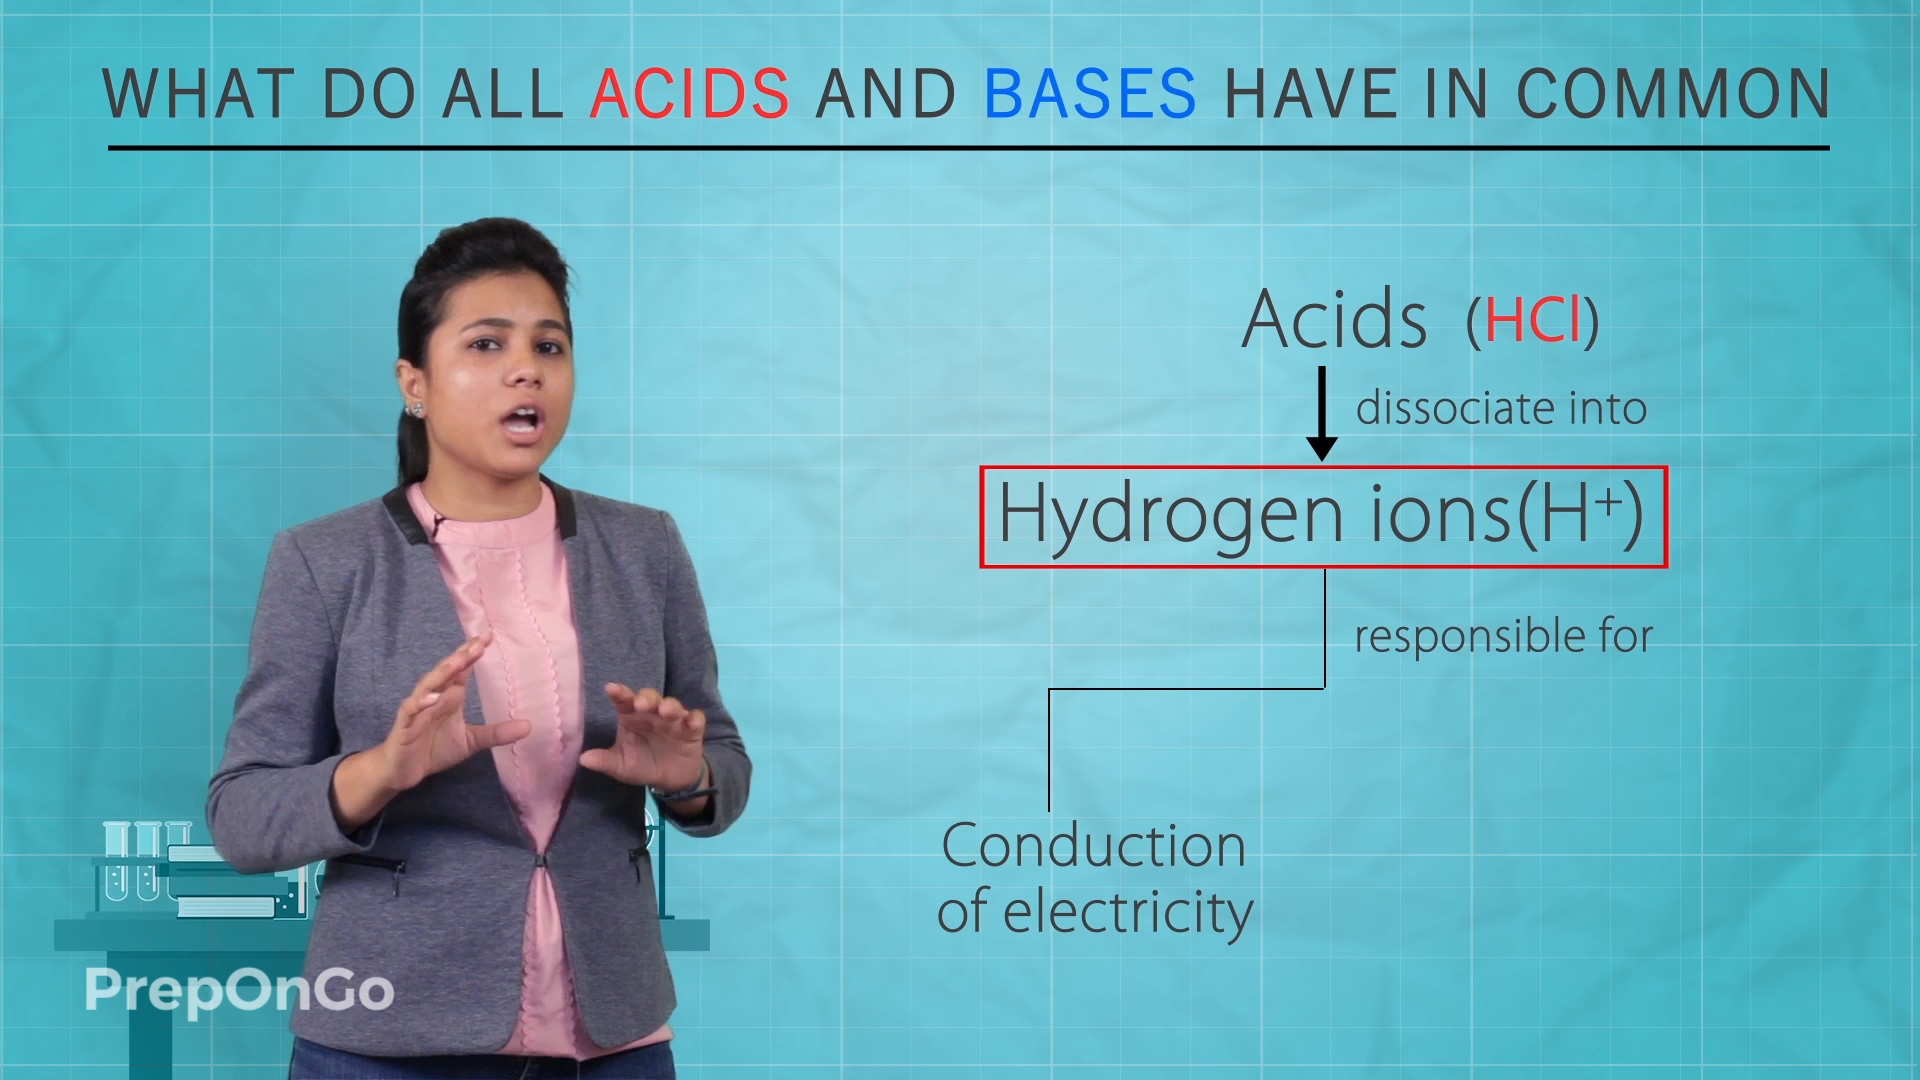 WHAT DO ALL ACIDS AND BASES HAVE IN COMMON
Acids (HCl)
dissociate into
Hydrogen ions(H⁺)
responsible for
Conduction
of electricity
PrepOnGo